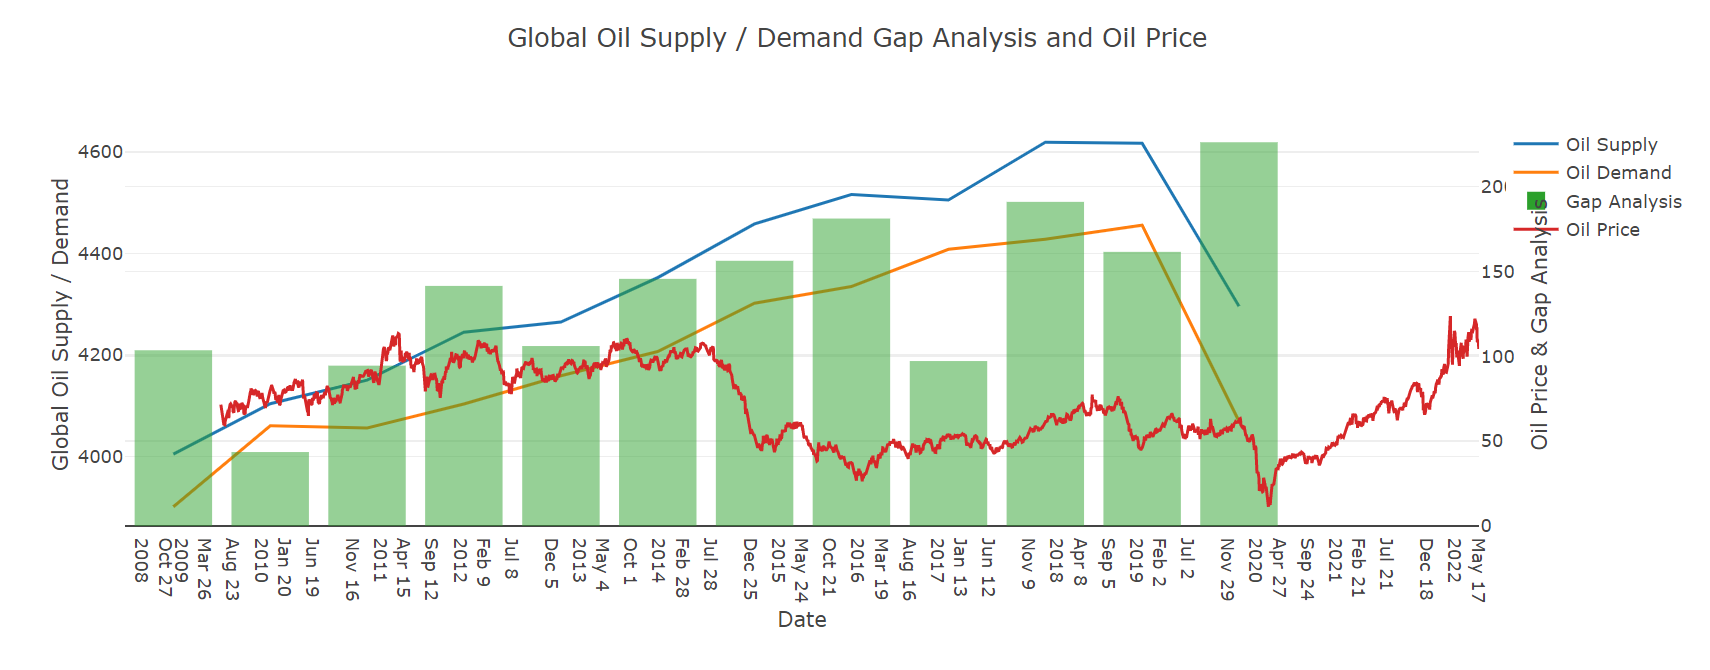 Global Oil Supply / Demand Gap Analysis and Oil Price
Global Oil Supply / Demand
4600
4400
4200
4000
200
150
100
50
0
Oil Price & Gap Analysis
Oil Supply
Oil Demand
Gap Analysis
Oil Price
2008
Oct 27
2009
Mar 26
Aug 23
2010
Jan 20
Jun 19
Nov 16
2011
Apr 15
Sep 12
2012
Feb 9
Jul 8
Dec 5
2013
May 4
Oct 1
2014
Feb 28
Jul 28
Dec 25
2015
May 24
Oct 21
2016
Mar 19
Aug 16
2017
Jan 13
Jun 12
Nov 9
2018
Apr 8
Sep 5
2019
Feb 2
Jul 2
Nov 29
2020
Apr 27
Sep 24
2021
Feb 21
Jul 21
Dec 18
2022
May 17
Date